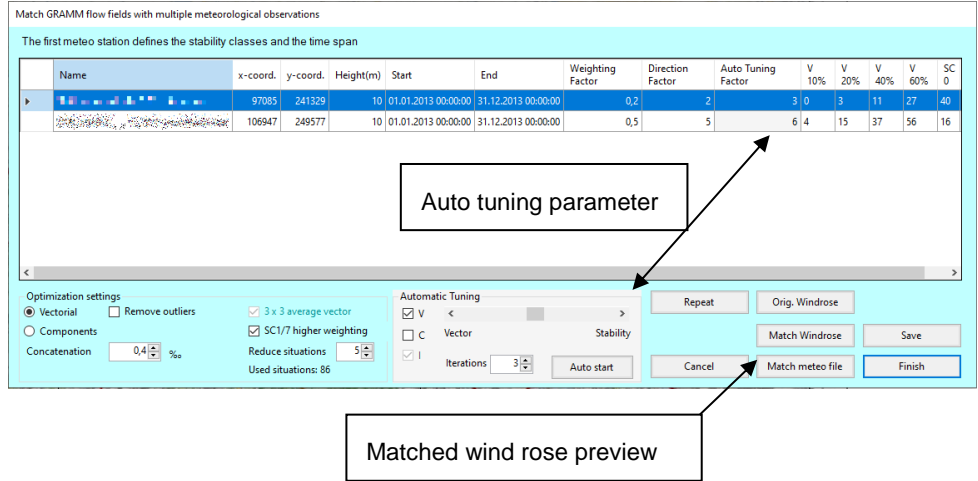 Match GRAMM flow fields with multiple meteorological observations
The first meteo station defines the stability classes and the time span
Name x-coord. y-coord. Height(m) Start End Weighting Factor Direction Factor Auto Tuning Factor V 10% V 20% V 40% V 60% SC 0
97085 241329 10 01.01.2013 00:00:00 31.12.2013 00:00:00 0,2 2 3 0 3 11 27 40
106947 249577 10 01.01.2013 00:00:00 31.12.2013 00:00:00 0,5 5 6 4 15 37 56 16
Auto tuning parameter
Optimization settings
Vectorial Remove outliers 3 x 3 average vector
Components SC1/7 higher weighting
Concatenation 0,4 ‰ Reduce situations 5
Used situations: 86
Automatic Tuning
V < >
C Vector Stability
I Iterations 3 Auto start
Repeat Orig. Windrose
Match Windrose Save
Cancel Match meteo file Finish
Matched wind rose preview